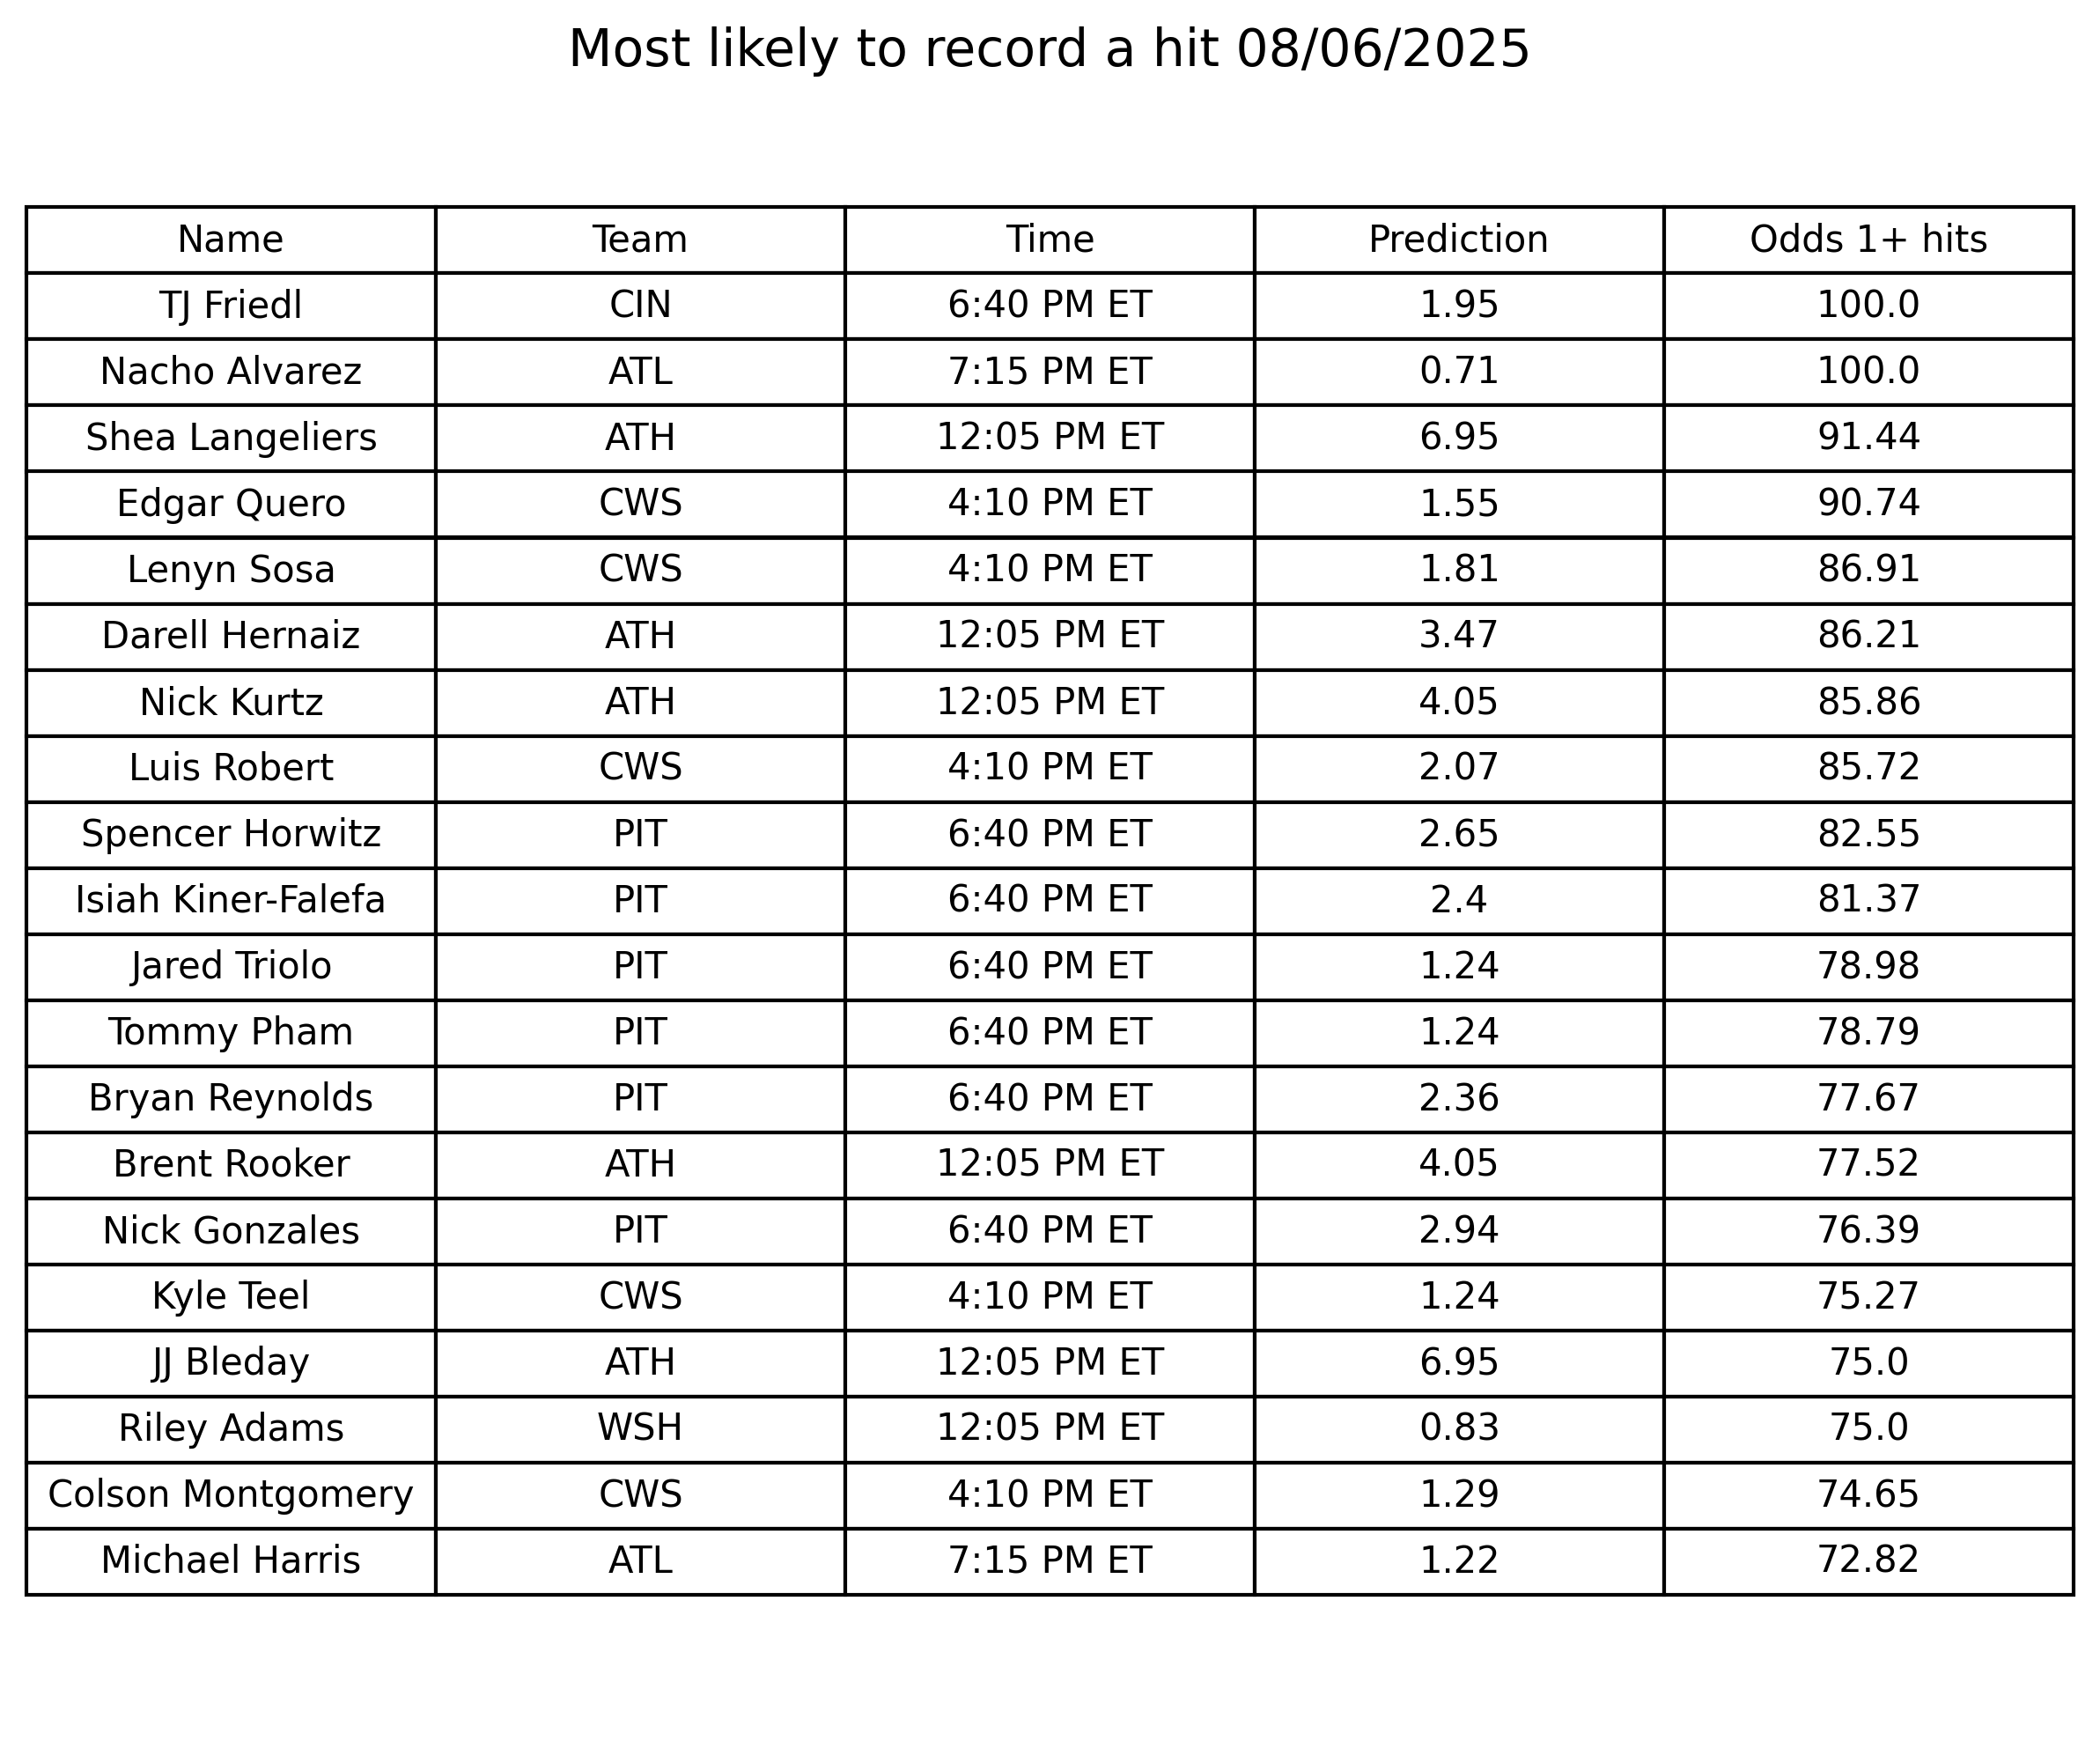 Most likely to record a hit 08/06/2025
Name Team Time Prediction Odds 1+ hits
TJ Friedl CIN 6:40 PM ET 1.95 100.0
Nacho Alvarez ATL 7:15 PM ET 0.71 100.0
Shea Langeliers ATH 12:05 PM ET 6.95 91.44
Edgar Quero CWS 4:10 PM ET 1.55 90.74
Lenyn Sosa CWS 4:10 PM ET 1.81 86.91
Darell Hernaiz ATH 12:05 PM ET 3.47 86.21
Nick Kurtz ATH 12:05 PM ET 4.05 85.86
Luis Robert CWS 4:10 PM ET 2.07 85.72
Spencer Horwitz PIT 6:40 PM ET 2.65 82.55
Isiah Kiner-Falefa PIT 6:40 PM ET 2.4 81.37
Jared Triolo PIT 6:40 PM ET 1.24 78.98
Tommy Pham PIT 6:40 PM ET 1.24 78.79
Bryan Reynolds PIT 6:40 PM ET 2.36 77.67
Brent Rooker ATH 12:05 PM ET 4.05 77.52
Nick Gonzales PIT 6:40 PM ET 2.94 76.39
Kyle Teel CWS 4:10 PM ET 1.24 75.27
JJ Bleday ATH 12:05 PM ET 6.95 75.0
Riley Adams WSH 12:05 PM ET 0.83 75.0
Colson Montgomery CWS 4:10 PM ET 1.29 74.65
Michael Harris ATL 7:15 PM ET 1.22 72.82